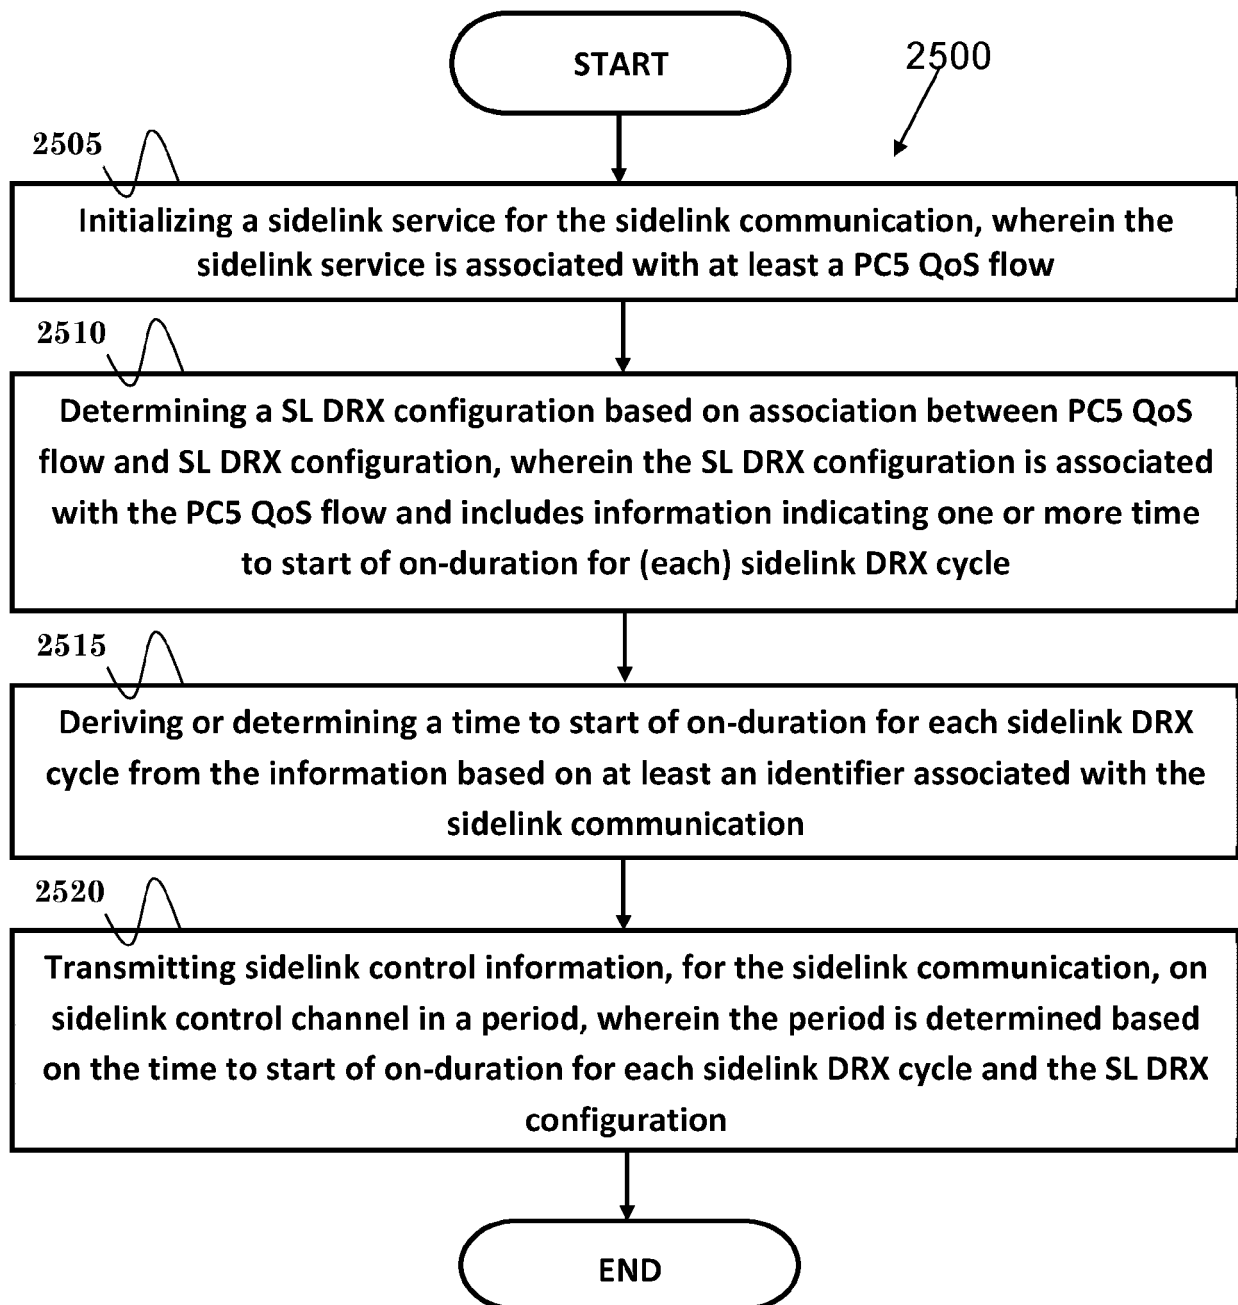 START
2500
2505
Initializing a sidelink service for the sidelink communication, wherein the
sidelink service is associated with at least a PC5 QoS flow
2510
Determining a SL DRX configuration based on association between PC5 QoS
flow and SL DRX configuration, wherein the SL DRX configuration is associated
with the PC5 QoS flow and includes information indicating one or more time
to start of on-duration for (each) sidelink DRX cycle
2515
Deriving or determining a time to start of on-duration for each sidelink DRX
cycle from the information based on at least an identifier associated with the
sidelink communication
2520
Transmitting sidelink control information, for the sidelink communication, on
sidelink control channel in a period, wherein the period is determined based
on the time to start of on-duration for each sidelink DRX cycle and the SL DRX
configuration
END